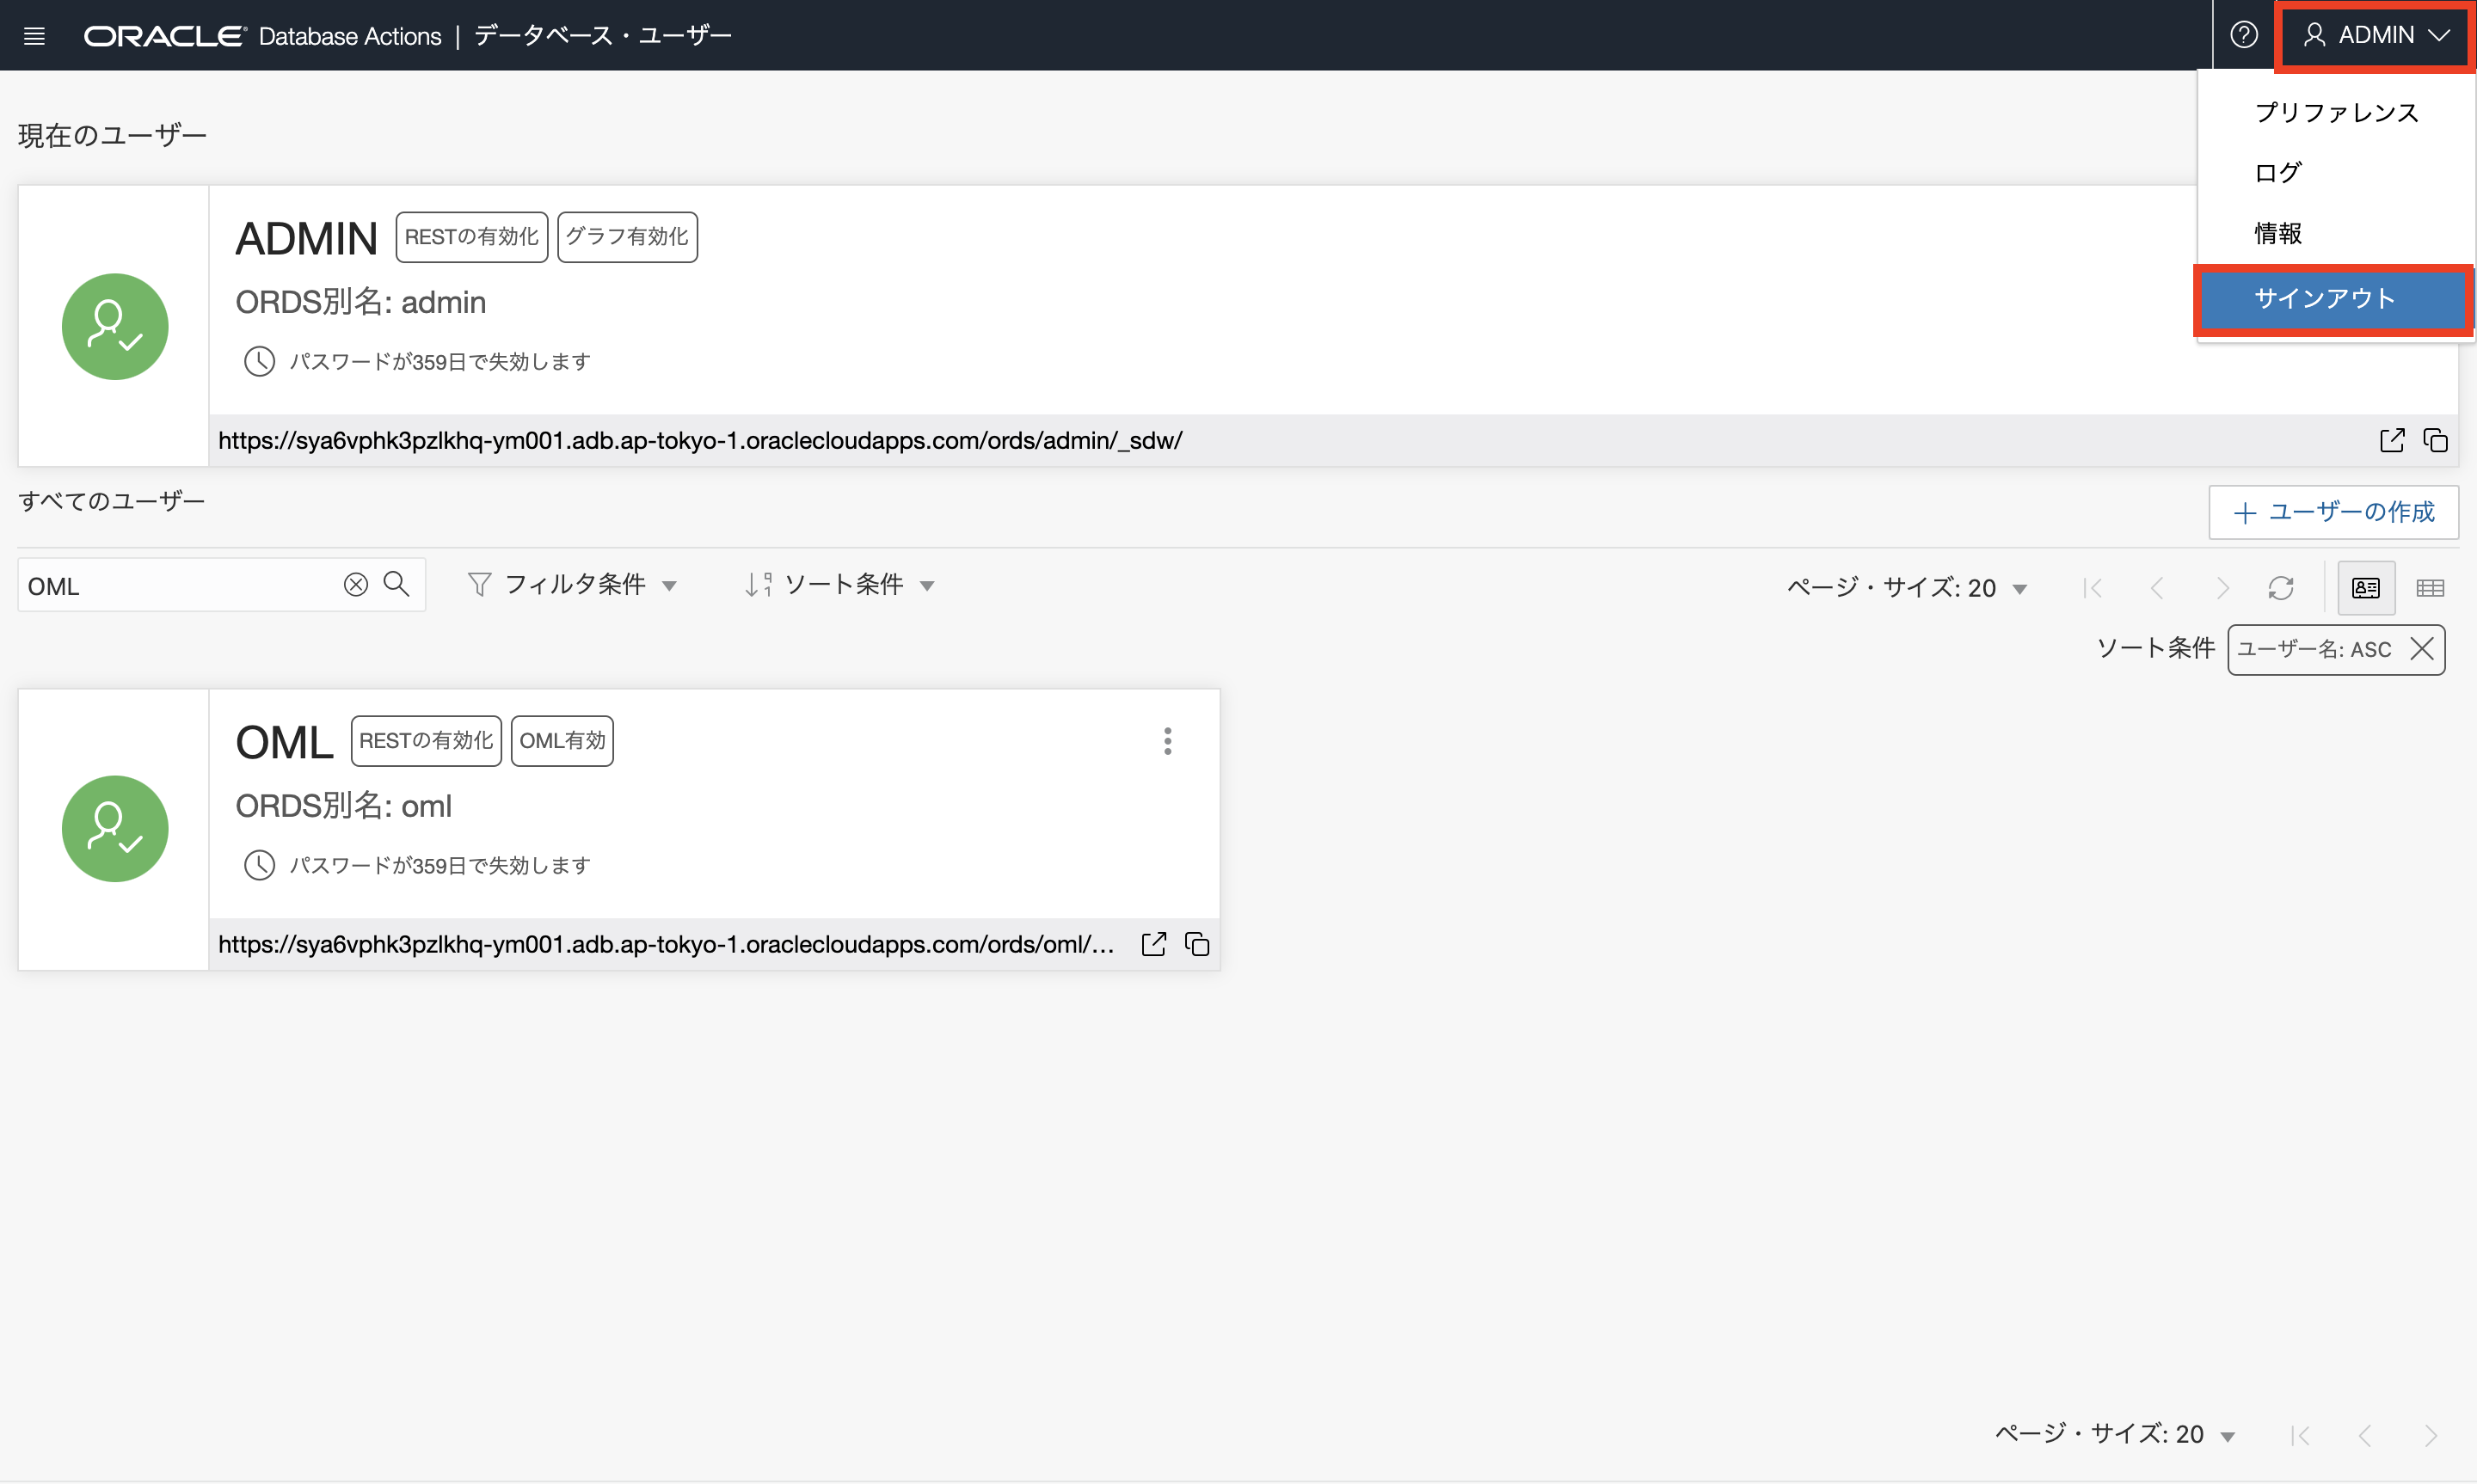 ORACLE® Database Actions | データベース・ユーザー
ADMIN
プリファレンス
ログ
情報
サインアウト
現在のユーザー
ADMIN RESTの有効化 グラフ有効化
ORDS別名: admin
パスワードが359日で失効します
https://sya6vphk3pzlkhq-ym001.adb.ap-tokyo-1.oraclecloudapps.com/ords/admin/_sdw/
すべてのユーザー
ユーザーの作成
OML フィルタ条件 ソート条件 ページ・サイズ: 20
ソート条件 ユーザー名: ASC
OML RESTの有効化 OML有効
ORDS別名: oml
パスワードが359日で失効します
https://sya6vphk3pzlkhq-ym001.adb.ap-tokyo-1.oraclecloudapps.com/ords/oml/...
ページ・サイズ: 20